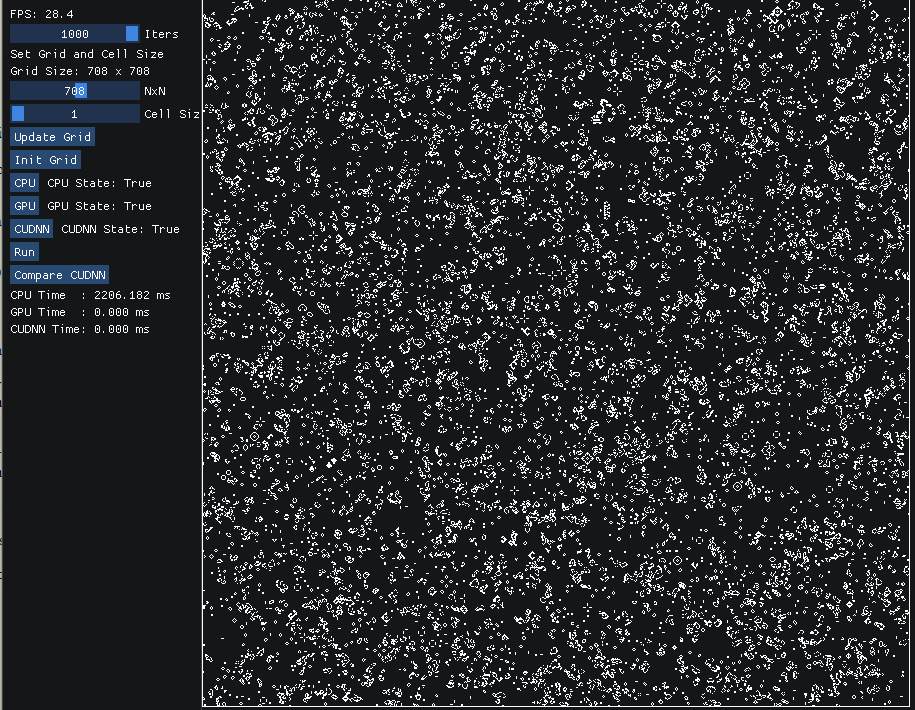 FPS: 28.4
1000 Iters
Set Grid and Cell Size
Grid Size: 708 x 708
708 NxN
1 Cell Siz
Update Grid
Init Grid
CPU CPU State: True
GPU GPU State: True
CUDNN CUDNN State: True
Run
Compare CUDNN
CPU Time : 2206.182 ms
GPU Time : 0.000 ms
CUDNN Time: 0.000 ms